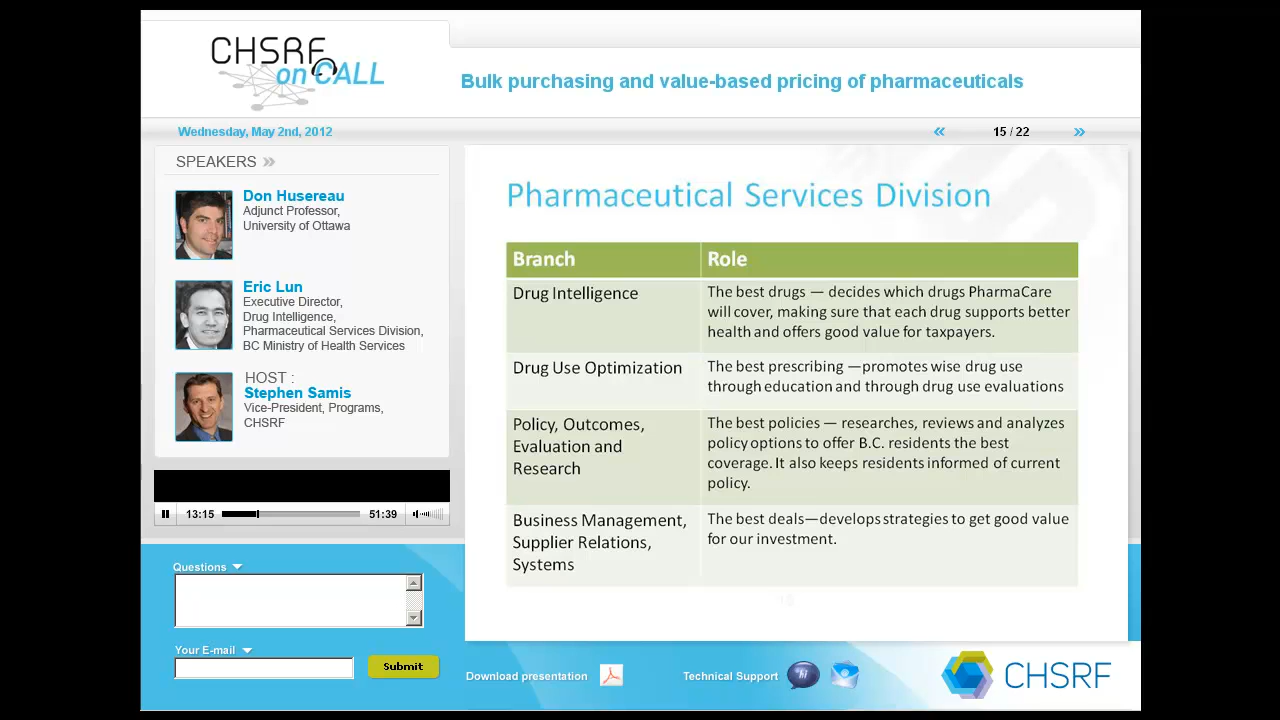 CHSRF
on CALL
Bulk purchasing and value-based pricing of pharmaceuticals
Wednesday, May 2nd, 2012
15 / 22
SPEAKERS
Don Husereau
Adjunct Professor,
University of Ottawa
Eric Lun
Executive Director,
Drug Intelligence,
Pharmaceutical Services Division,
BC Ministry of Health Services
HOST :
Stephen Samis
Vice-President, Programs,
CHSRF
13:15
51:39
Questions
Your E-mail
Submit
Pharmaceutical Services Division
Branch
Role
Drug Intelligence
The best drugs — decides which drugs PharmaCare
will cover, making sure that each drug supports better
health and offers good value for taxpayers.
Drug Use Optimization
The best prescribing —promotes wise drug use
through education and through drug use evaluations
Policy, Outcomes,
Evaluation and
Research
The best policies — researches, reviews and analyzes
policy options to offer B.C. residents the best
coverage. It also keeps residents informed of current
policy.
Business Management,
Supplier Relations,
Systems
The best deals—develops strategies to get good value
for our investment.
Download presentation
Technical Support
hi
CHSRF